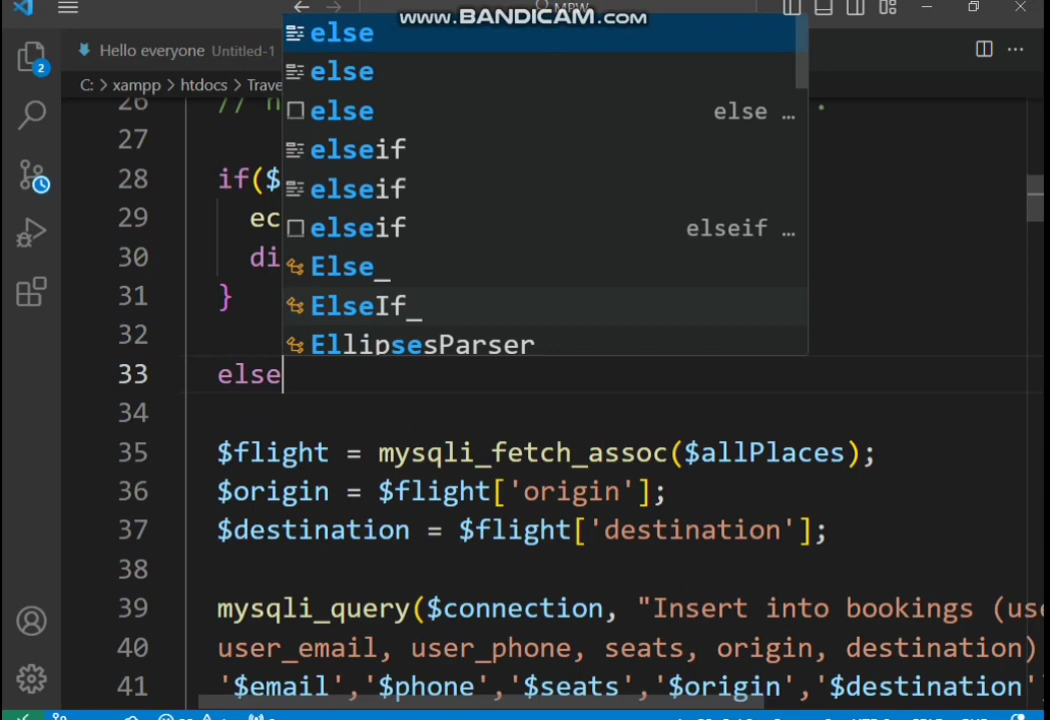 MBW
www.BANDICAM.com
Hello everyone Untitled-1
C: > xampp > htdocs > Trave
else
else
else else ...
elseif
elseif
elseif elseif ...
Else_
ElseIf_
EllipsesParser
2
26 //
27
28 if($
29 ec
30 di
31 }
32
33 else
34
35 $flight = mysqli_fetch_assoc($allPlaces);
36 $origin = $flight['origin'];
37 $destination = $flight['destination'];
38
39 mysqli_query($connection, "Insert into bookings (use
40 user_email, user_phone, seats, origin, destination)
41 '$email','$phone','$seats','$origin','$destination'